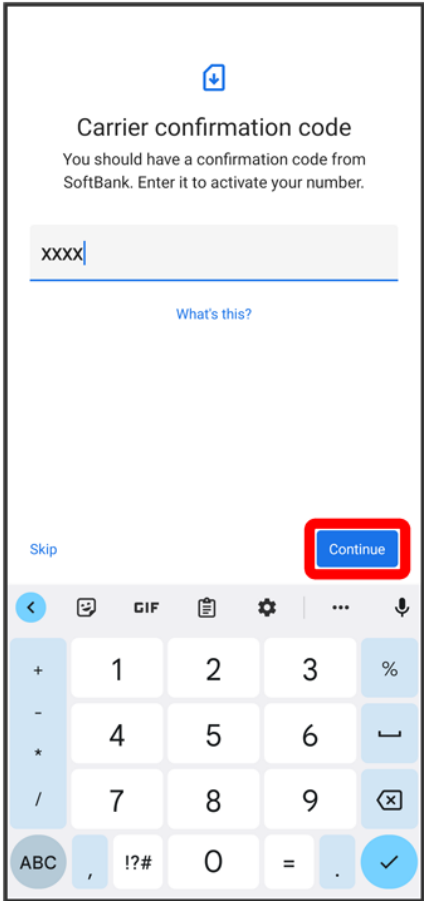 Carrier confirmation code
You should have a confirmation code from
SoftBank. Enter it to activate your number.
xxxx
What's this?
Skip
Continue
GIF
+ 1 2 3 %
- 4 5 6
*
/ 7 8 9
ABC , !?# 0 = .